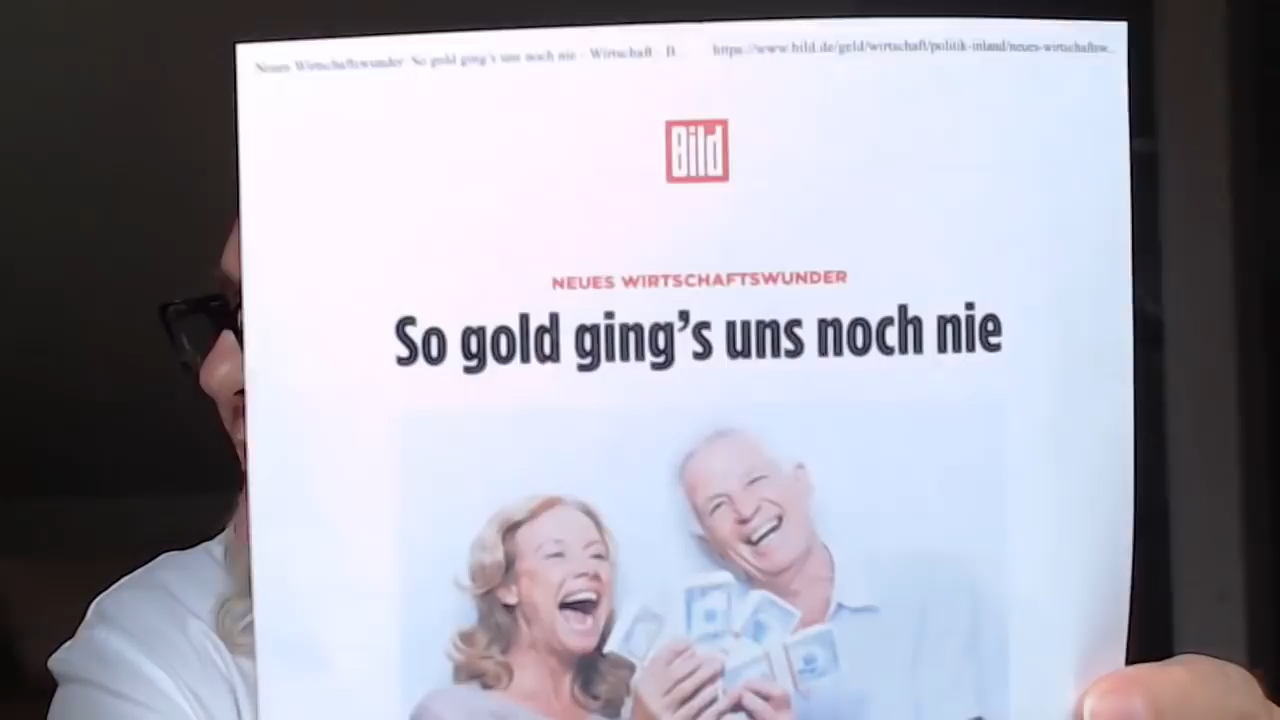 Neues Wirtschaftswunder: So gold ging's uns noch nie - Wirtschaft - B... https://www.bild.de/geld/wirtschaft/politik-inland/neues-wirtschaftsw...
Bild
NEUES WIRTSCHAFTSWUNDER
So gold ging's uns noch nie